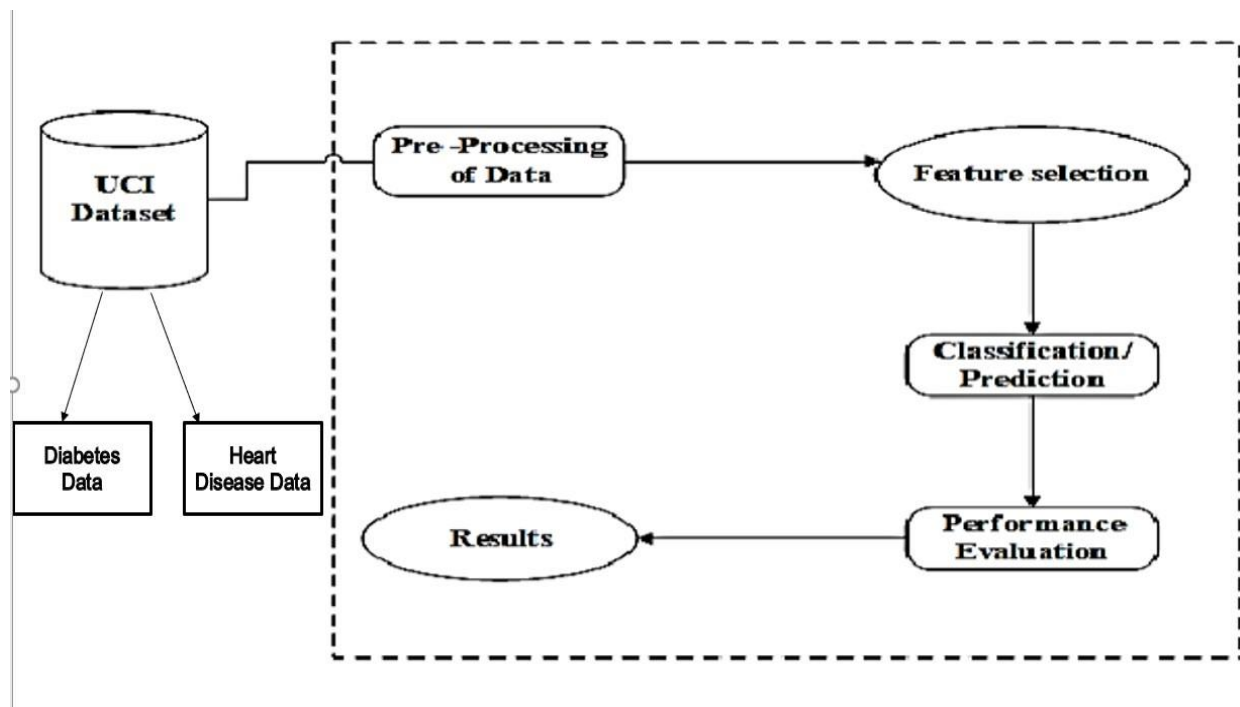 UCI
Dataset
Pre-Processing
of Data
Feature selection
Classification/
Prediction
Performance
Evaluation
Results
Diabetes
Data
Heart
Disease Data